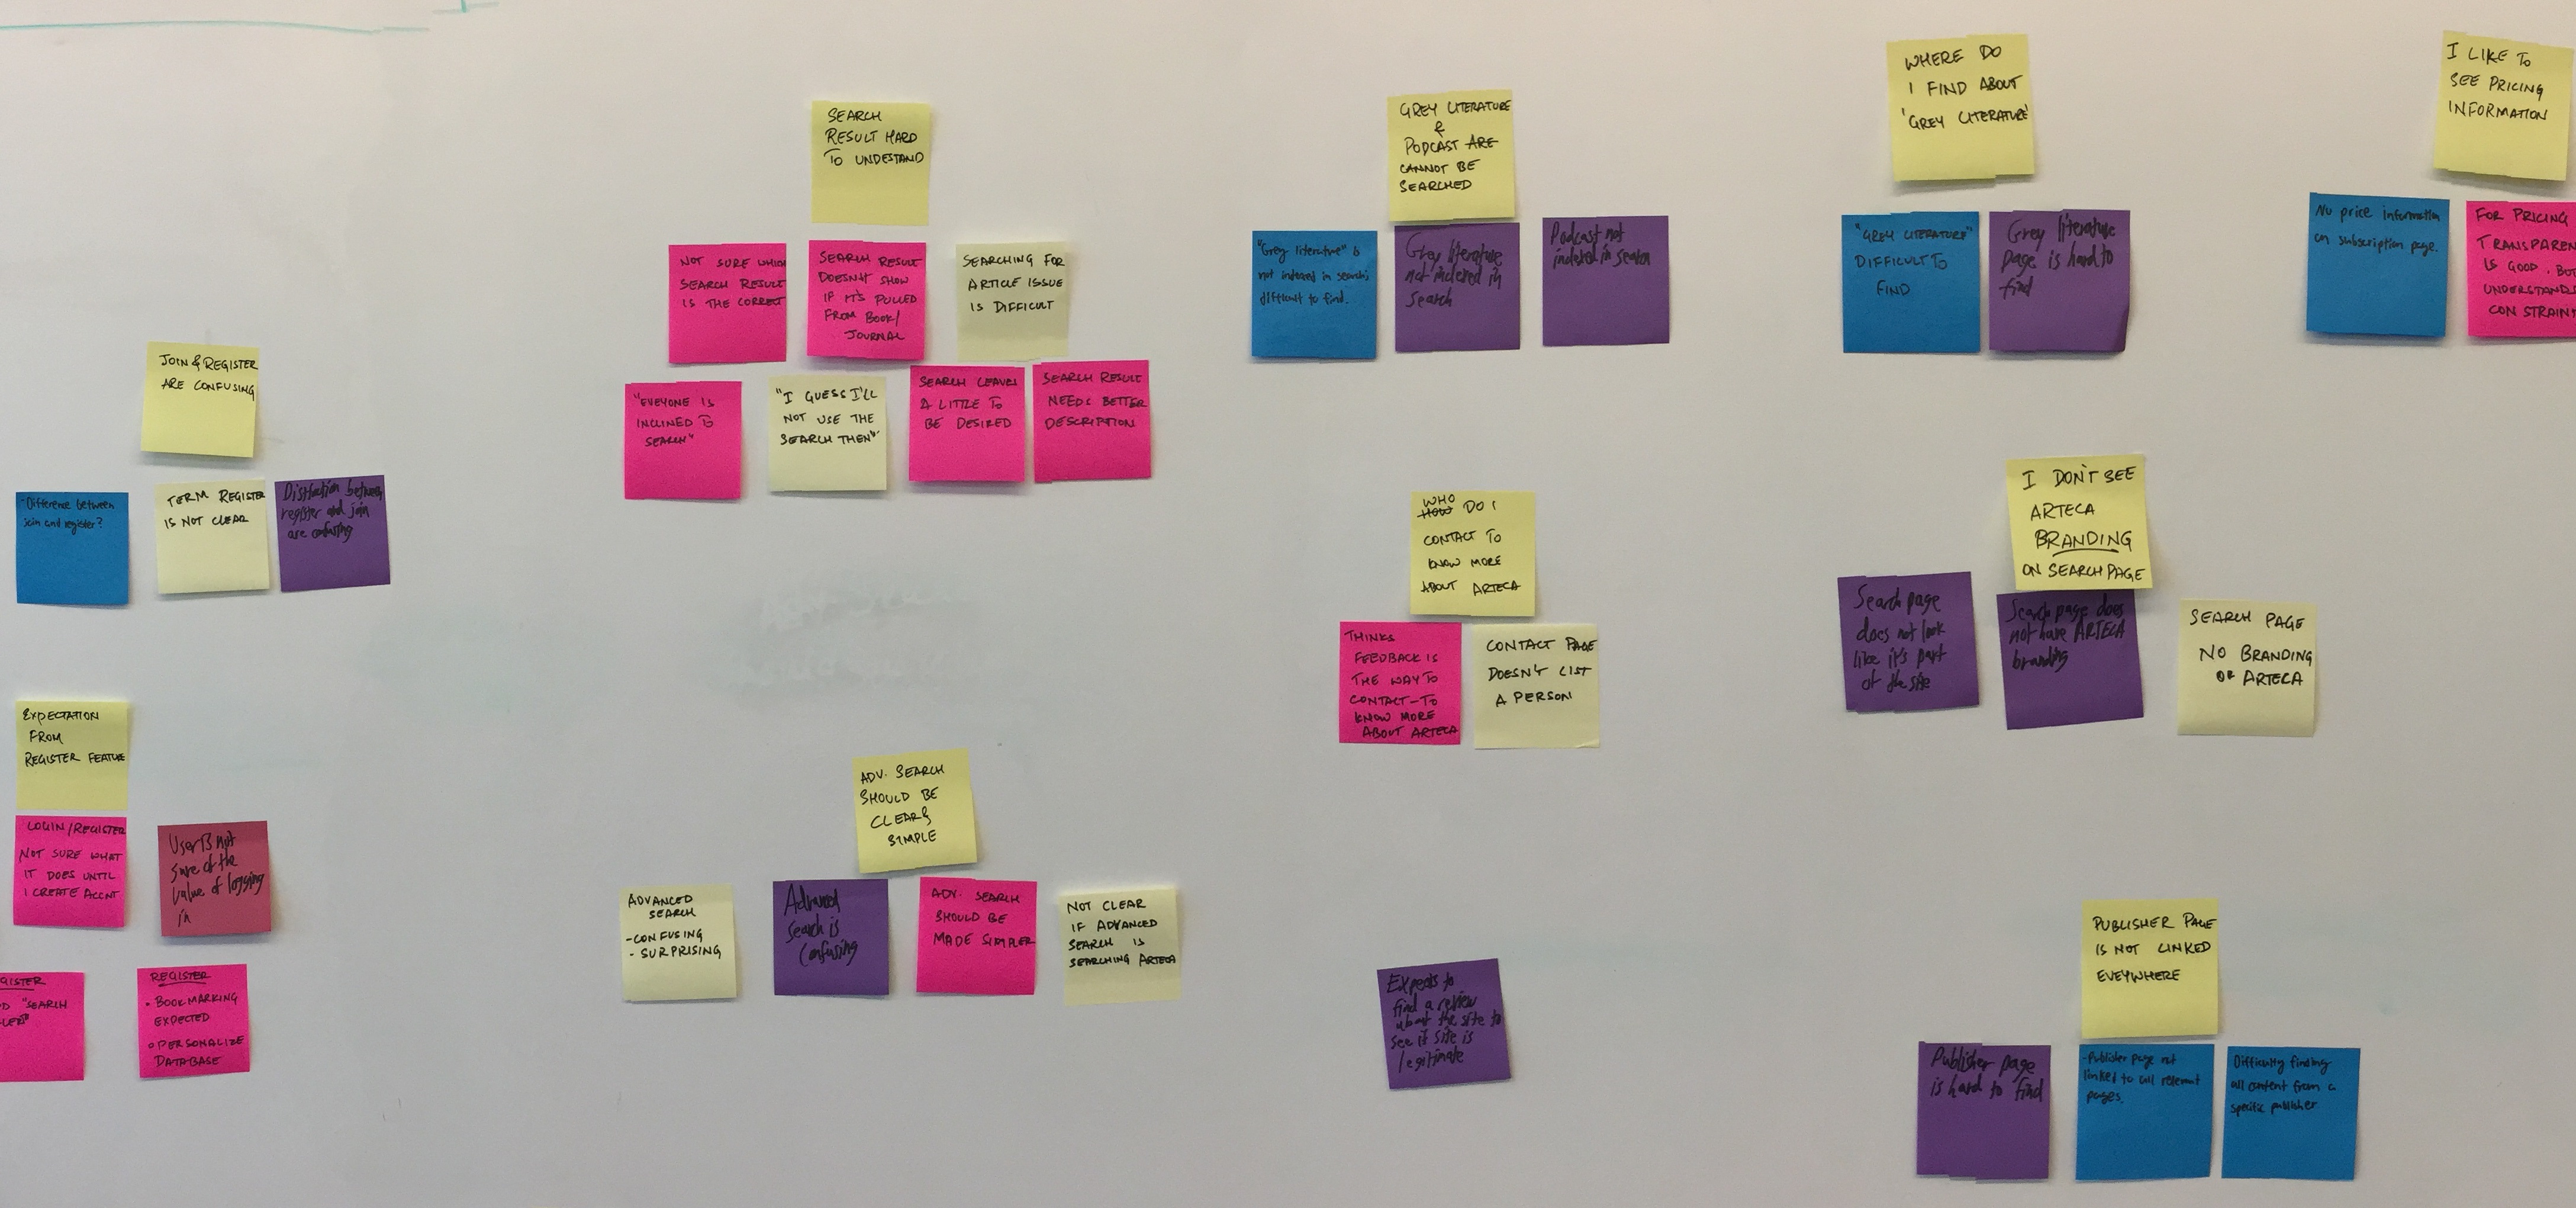 JOIN & REGISTER
ARE CONFUSING
-Difference between
join and register?
TERM REGISTER
IS NOT CLEAR
Distinction between
register and join
are confusing
EXPECTATION
FROM
REGISTER FEATURE
LOGIN/REGISTER
NOT SURE WHAT
IT DOES UNTIL
I CREATE ACCNT
User is not
sure of the
value of logging
in
"SEARCH
REGISTER
• BOOKMARKING
EXPECTED
• PERSONALIZE
DATABASE
SEARCH
RESULT HARD
TO UNDESTAND
NOT SURE WHICH
SEARCH RESULT
IS THE CORRECT
SEARCH RESULT
DOESN'T SHOW
IF IT'S PULLED
FROM BOOK/
JOURNAL
SEARCHING FOR
ARTICLE ISSUE
IS DIFFICULT
"EVEYONE IS
INCLINED TO
SEARCH"
"I GUESS I'LL
NOT USE THE
SEARCH THEN"
SEARCH LEAVES
A LITTLE TO
BE DESIRED
SEARCH RESULT
NEEDS BETTER
DESCRIPTION
ADV. SEARCH
SHOULD BE
CLEAR &
SIMPLE
ADVANCED
SEARCH
- CONFUSING
- SURPRISING
Advanced
search is
confusing
ADV. SEARCH
SHOULD BE
MADE SIMPLER
NOT CLEAR
IF ADVANCED
SEARCH IS
SEARCHING ARTECA
GREY LITERATURE
&
PODCAST ARE
CANNOT BE
SEARCHED
"Grey literature" is
not indexed in search;
difficult to find.
Grey literature
not indexed in
search
Podcast not
indexed in search
WHO
HOW DO I
CONTACT TO
KNOW MORE
ABOUT ARTECA
THINKS
FEEDBACK IS
THE WAY TO
CONTACT - TO
KNOW MORE
ABOUT ARTECA
CONTACT PAGE
DOESN'T LIST
A PERSON
Expects to
find a review
about the site to
see if site is
legitimate
WHERE DO
I FIND ABOUT
'GREY LITERATURE'
"GREY LITERATURE"
DIFFICULT TO
FIND
Grey literature
page is hard to
find
I DON'T SEE
ARTECA
BRANDING
ON SEARCH PAGE
Search page
does not look
like it's part
of the site
Search page does
not have ARTECA
branding
SEARCH PAGE
NO BRANDING
OF ARTECA
PUBLISHER PAGE
IS NOT LINKED
EVEYWHERE
Publisher page
is hard to find
-Publisher page not
linked to all relevant
pages.
Difficulty finding
all content from a
specific publisher
I LIKE TO
SEE PRICING
INFORMATION
No price information
on subscription page.
FOR PRICING
TRANSPAREN
IS GOOD. BUT
UNDERSTANDS
CONSTRAINT